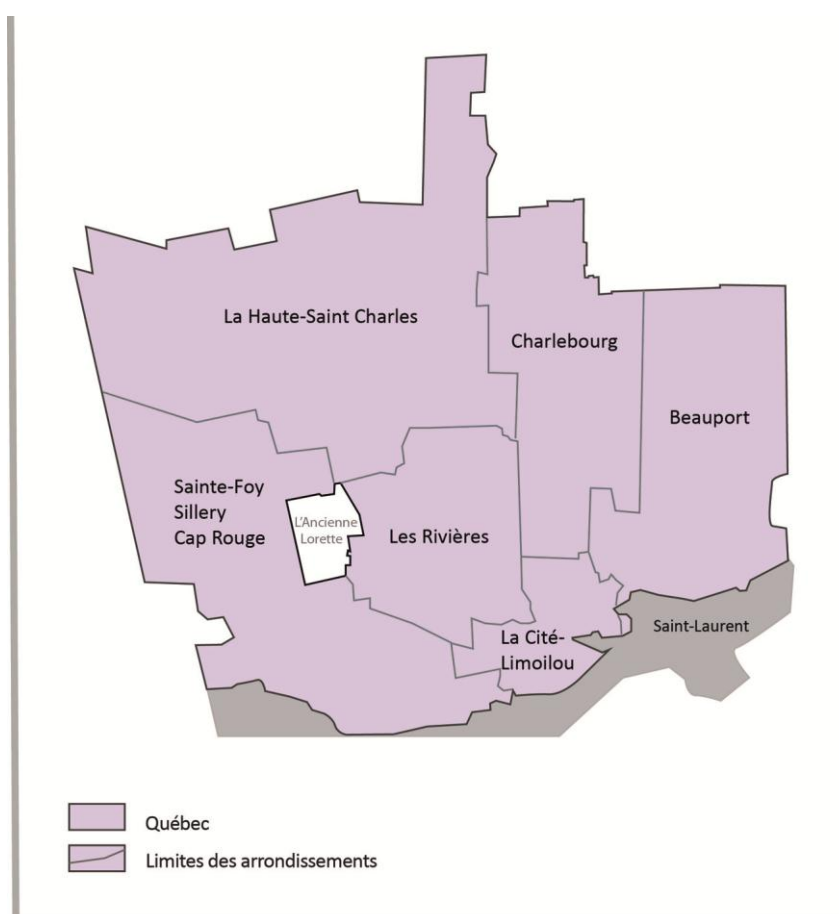 La Haute-Saint Charles
Charlebourg
Beauport
Sainte-Foy
Sillery
Cap Rouge
L'Ancienne
Lorette
Les Rivières
La Cité-
Limoilou
Saint-Laurent
Québec
Limites des arrondissements